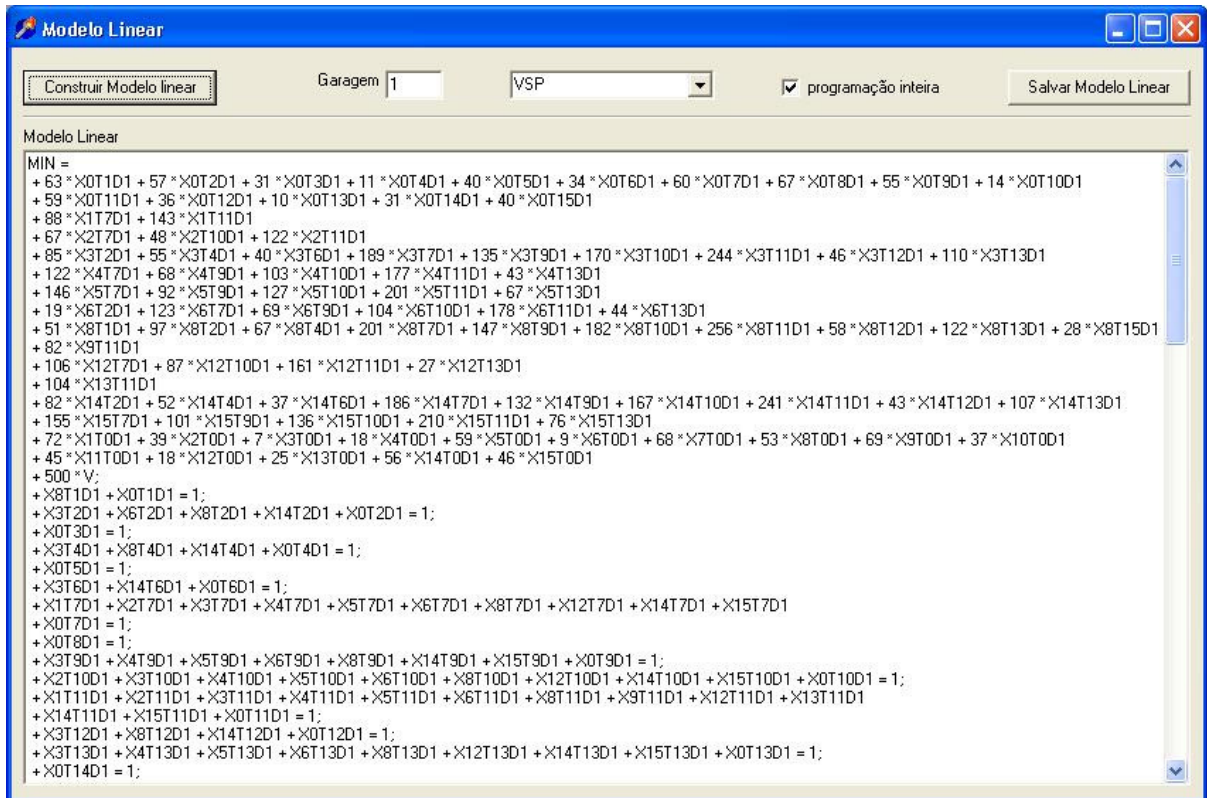 Modelo Linear
Construir Modelo linear
Garagem 1
VSP
programação inteira
Salvar Modelo Linear
Modelo Linear
MIN =
+ 63 * X0T1D1 + 57 * X0T2D1 + 31 * X0T3D1 + 11 * X0T4D1 + 40 * X0T5D1 + 34 * X0T6D1 + 60 * X0T7D1 + 67 * X0T8D1 + 55 * X0T9D1 + 14 * X0T10D1
+ 59 * X0T11D1 + 36 * X0T12D1 + 10 * X0T13D1 + 31 * X0T14D1 + 40 * X0T15D1
+ 88 * X1T7D1 + 143 * X1T11D1
+ 67 * X2T7D1 + 48 * X2T10D1 + 122 * X2T11D1
+ 85 * X3T2D1 + 55 * X3T4D1 + 40 * X3T6D1 + 189 * X3T7D1 + 135 * X3T9D1 + 170 * X3T10D1 + 244 * X3T11D1 + 46 * X3T12D1 + 110 * X3T13D1
+ 122 * X4T7D1 + 68 * X4T9D1 + 103 * X4T10D1 + 177 * X4T11D1 + 43 * X4T13D1
+ 146 * X5T7D1 + 92 * X5T9D1 + 127 * X5T10D1 + 201 * X5T11D1 + 67 * X5T13D1
+ 19 * X6T2D1 + 123 * X6T7D1 + 69 * X6T9D1 + 104 * X6T10D1 + 178 * X6T11D1 + 44 * X6T13D1
+ 51 * X8T1D1 + 97 * X8T2D1 + 67 * X8T4D1 + 201 * X8T7D1 + 147 * X8T9D1 + 182 * X8T10D1 + 256 * X8T11D1 + 58 * X8T12D1 + 122 * X8T13D1 + 28 * X8T15D1
+ 82 * X9T11D1
+ 106 * X12T7D1 + 87 * X12T10D1 + 161 * X12T11D1 + 27 * X12T13D1
+ 104 * X13T11D1
+ 82 * X14T2D1 + 52 * X14T4D1 + 37 * X14T6D1 + 186 * X14T7D1 + 132 * X14T9D1 + 167 * X14T10D1 + 241 * X14T11D1 + 43 * X14T12D1 + 107 * X14T13D1
+ 155 * X15T7D1 + 101 * X15T9D1 + 136 * X15T10D1 + 210 * X15T11D1 + 76 * X15T13D1
+ 72 * X1T0D1 + 39 * X2T0D1 + 7 * X3T0D1 + 18 * X4T0D1 + 59 * X5T0D1 + 9 * X6T0D1 + 68 * X7T0D1 + 53 * X8T0D1 + 69 * X9T0D1 + 37 * X10T0D1
+ 45 * X11T0D1 + 18 * X12T0D1 + 25 * X13T0D1 + 56 * X14T0D1 + 46 * X15T0D1
+ 500 * V;
+ X8T1D1 + X0T1D1 = 1;
+ X3T2D1 + X6T2D1 + X8T2D1 + X14T2D1 + X0T2D1 = 1;
+ X0T3D1 = 1;
+ X3T4D1 + X8T4D1 + X14T4D1 + X0T4D1 = 1;
+ X0T5D1 = 1;
+ X3T6D1 + X14T6D1 + X0T6D1 = 1;
+ X1T7D1 + X2T7D1 + X3T7D1 + X4T7D1 + X5T7D1 + X6T7D1 + X8T7D1 + X12T7D1 + X14T7D1 + X15T7D1
+ X0T7D1 = 1;
+ X0T8D1 = 1;
+ X3T9D1 + X4T9D1 + X5T9D1 + X6T9D1 + X8T9D1 + X14T9D1 + X15T9D1 + X0T9D1 = 1;
+ X2T10D1 + X3T10D1 + X4T10D1 + X5T10D1 + X6T10D1 + X8T10D1 + X12T10D1 + X14T10D1 + X15T10D1 + X0T10D1 = 1;
+ X1T11D1 + X2T11D1 + X3T11D1 + X4T11D1 + X5T11D1 + X6T11D1 + X8T11D1 + X9T11D1 + X12T11D1 + X13T11D1
+ X14T11D1 + X15T11D1 + X0T11D1 = 1;
+ X3T12D1 + X8T12D1 + X14T12D1 + X0T12D1 = 1;
+ X3T13D1 + X4T13D1 + X5T13D1 + X6T13D1 + X8T13D1 + X12T13D1 + X14T13D1 + X15T13D1 + X0T13D1 = 1;
+ X0T14D1 = 1;